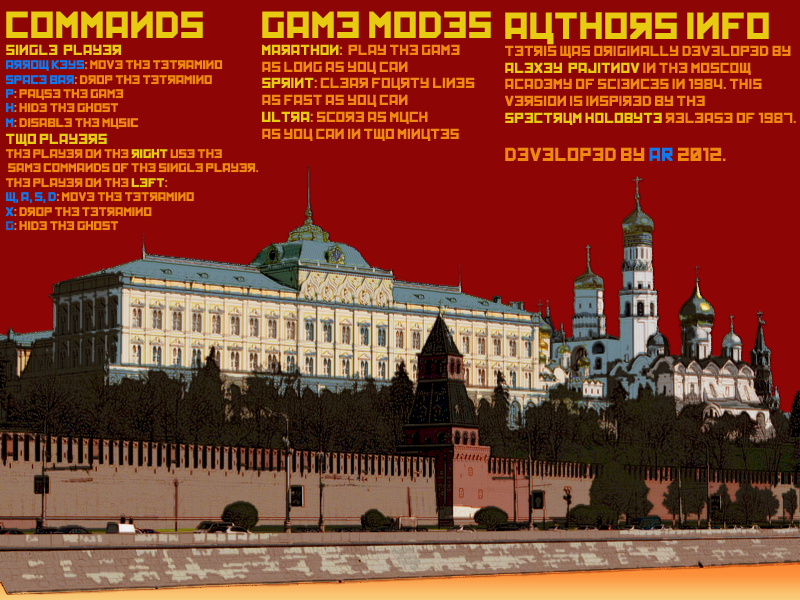 COMMANDS
SINGLE PLAYER
ARROW KEYS: MOVE THE TETRAMINO
SPACE BAR: DROP THE TETRAMINO
P: PAUSE THE GAME
H: HIDE THE GHOST
M: DISABLE THE MUSIC
TWO PLAYERS
THE PLAYER ON THE RIGHT USE THE
SAME COMMANDS OF THE SINGLE PLAYER.
THE PLAYER ON THE LEFT:
W, A, S, D: MOVE THE TETRAMINO
X: DROP THE TETRAMINO
G: HIDE THE GHOST
GAME MODES
MARATHON: PLAY THE GAME
AS LONG AS YOU CAN
SPRINT: CLEAR FOURTY LINES
AS FAST AS YOU CAN
ULTRA: SCORE AS MUCH
AS YOU CAN IN TWO MINUTES
AUTHORS INFO
TETRIS WAS ORIGINALLY DEVELOPED BY
ALEXEY PAJITNOV IN THE MOSCOW
ACADEMY OF SCIENCES IN 1984. THIS
VERSION IS INSPIRED BY THE
SPECTRUM HOLOBYTE RELEASE OF 1987.
DEVELOPED BY AR 2012.